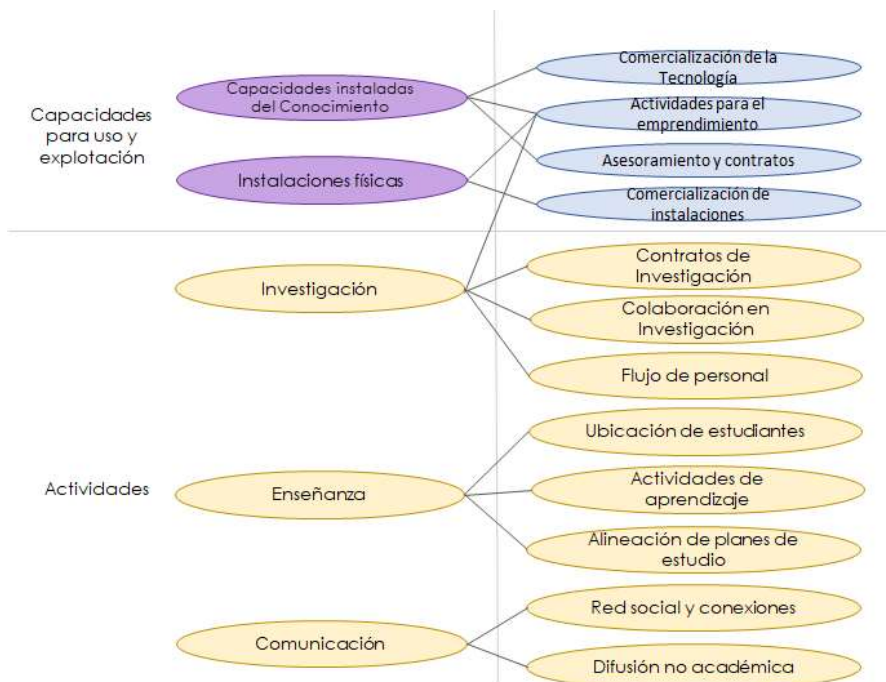 Capacidades
para uso y
explotación
Capacidades instaladas
del Conocimiento
Instalaciones físicas
Comercialización de la
Tecnología
Actividades para el
emprendimiento
Asesoramiento y contratos
Comercialización de
instalaciones
Actividades
Investigación
Contratos de
Investigación
Colaboración en
Investigación
Flujo de personal
Enseñanza
Ubicación de estudiantes
Actividades de
aprendizaje
Alineación de planes de
estudio
Comunicación
Red social y conexiones
Difusión no académica